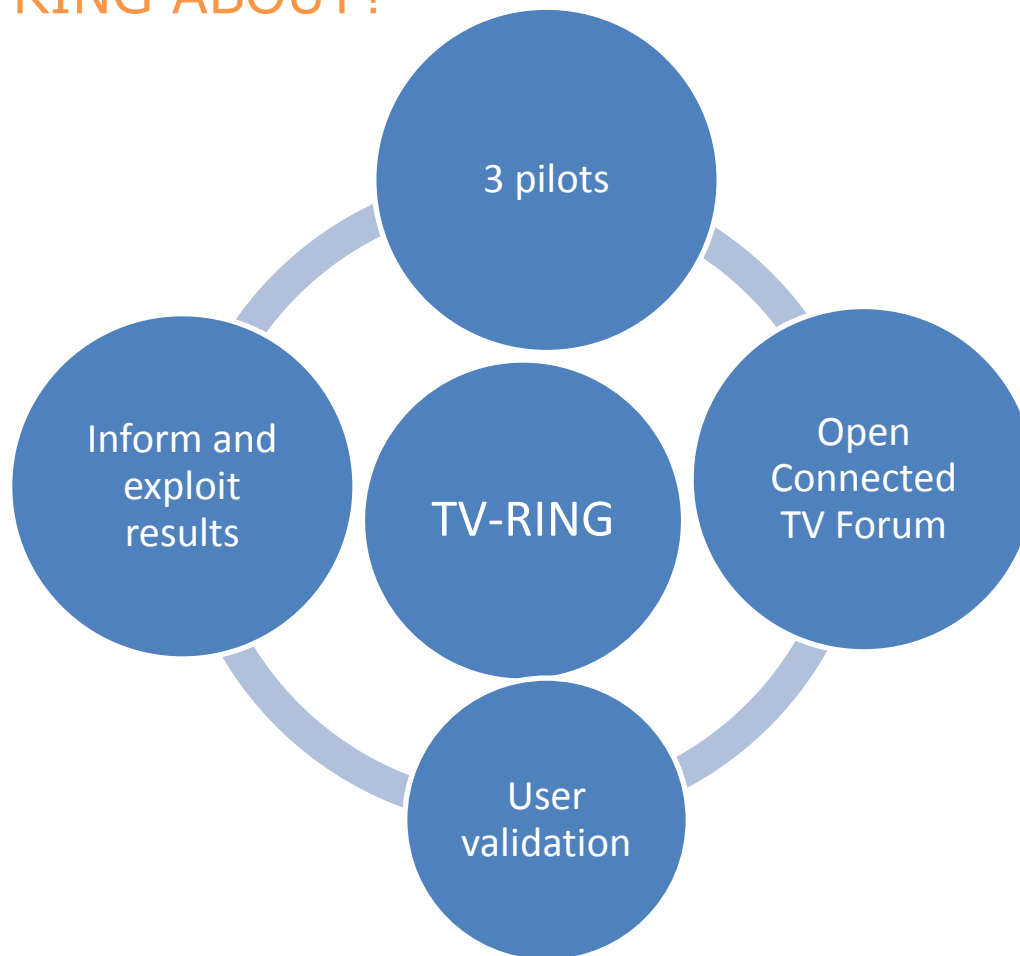 RING ABOUT?
3 pilots
Inform and
exploit
results
TV-RING
Open
Connected
TV Forum
User
validation